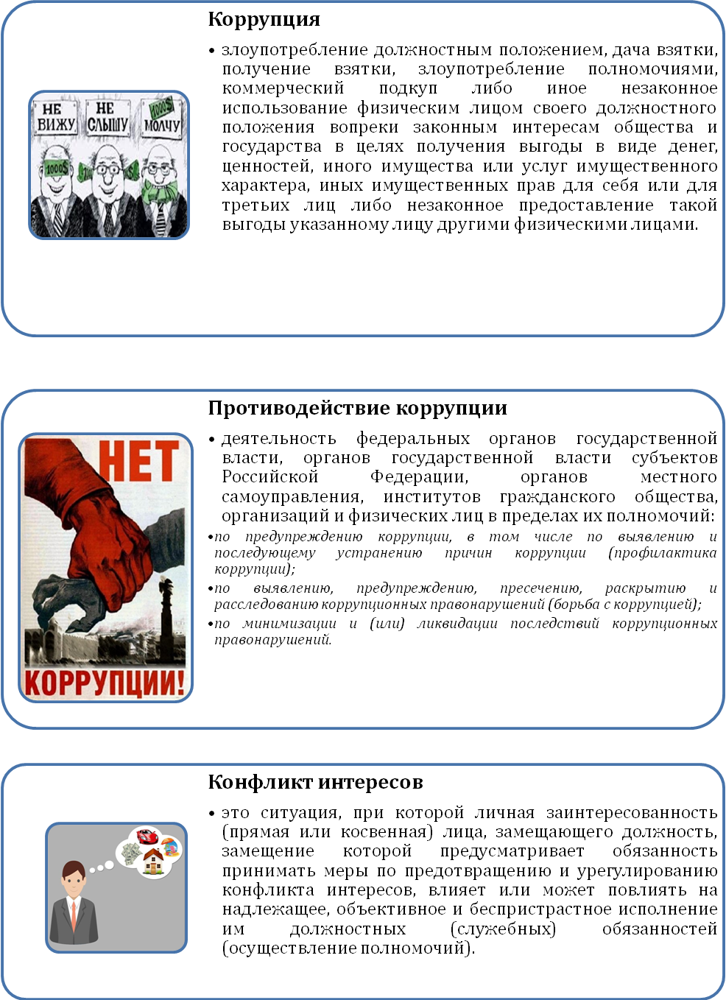 Коррупция
НЕ ВИЖУ
НЕ СЛЫШУ
1000$
МОЛЧУ
1000$
• злоупотребление должностным положением, дача взятки,
получение взятки, злоупотребление полномочиями,
коммерческий подкуп либо иное незаконное
использование физическим лицом своего должностного
положения вопреки законным интересам общества и
государства в целях получения выгоды в виде денег,
ценностей, иного имущества или услуг имущественного
характера, иных имущественных прав для себя или для
третьих лиц либо незаконное предоставление такой
выгоды указанному лицу другими физическими лицами.
Противодействие коррупции
НЕТ
КОРРУПЦИИ!
• деятельность федеральных органов государственной
власти, органов государственной власти субъектов
Российской Федерации, органов местного
самоуправления, институтов гражданского общества,
организаций и физических лиц в пределах их полномочий:
•по предупреждению коррупции, в том числе по выявлению и
последующему устранению причин коррупции (профилактика
коррупции);
•по выявлению, предупреждению, пресечению, раскрытию и
расследованию коррупционных правонарушений (борьба с коррупцией);
•по минимизации и (или) ликвидации последствий коррупционных
правонарушений.
Конфликт интересов
• это ситуация, при которой личная заинтересованность
(прямая или косвенная) лица, замещающего должность,
замещение которой предусматривает обязанность
принимать меры по предотвращению и урегулированию
конфликта интересов, влияет или может повлиять на
надлежащее, объективное и беспристрастное исполнение
им должностных (служебных) обязанностей
(осуществление полномочий).